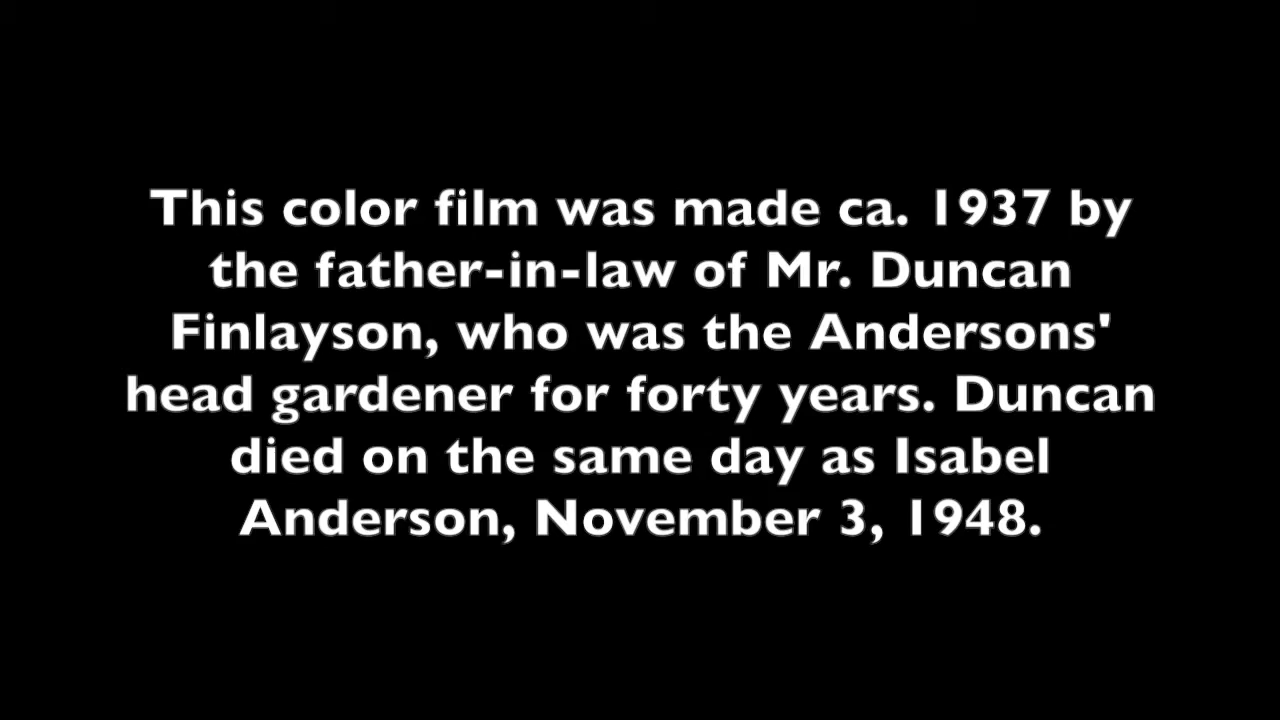 This color film was made ca. 1937 by
the father-in-law of Mr. Duncan
Finlayson, who was the Andersons'
head gardener for forty years. Duncan
died on the same day as Isabel
Anderson, November 3, 1948.